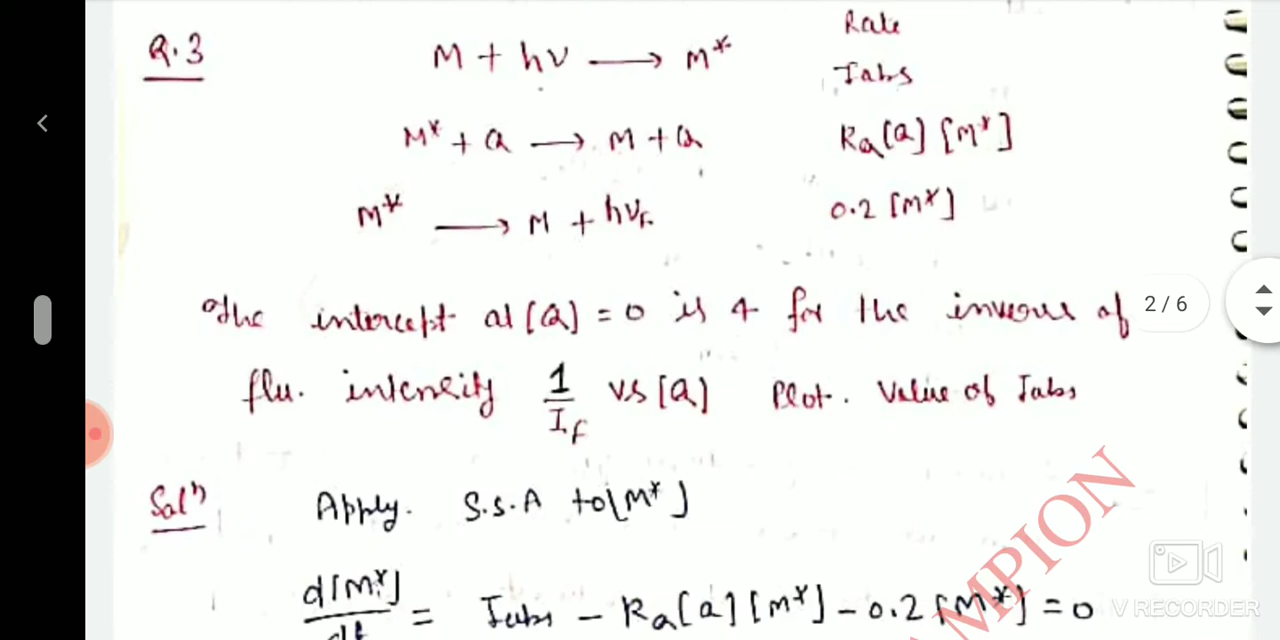 Rate
Q.3 M + hν ⟶ M* Iabs
M* + Q ⟶ M + Q KQ[Q][M*]
M* ⟶ M + hνF 0.2 [M*]
The intercept at [Q] = 0 is 4 for the inverse of
2 / 6
flu. intensity 1/If vs [Q] Plot. Value of Iabs
Solⁿ Apply. S.S.A to [M*]
d[M*]/dt = Iabs - KQ[Q][M*] - 0.2[M*] = 0
V RECORDER